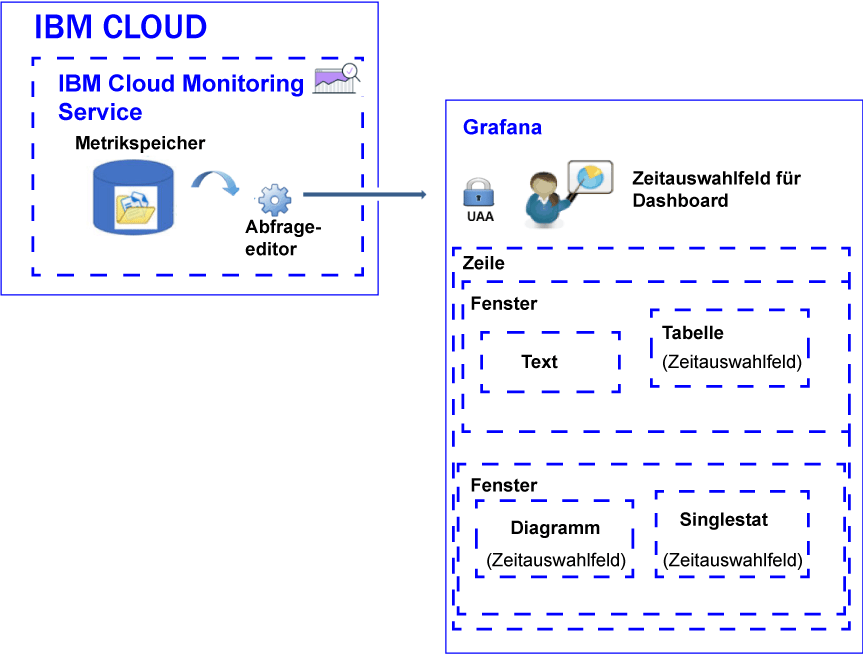 IBM CLOUD
IBM Cloud Monitoring
Service
Metrikspeicher
Abfrage-
editor
Grafana
UAA
Zeitauswahlfeld für
Dashboard
Zeile
Fenster
Text
Tabelle
(Zeitauswahlfeld)
Fenster
Diagramm
(Zeitauswahlfeld)
Singlestat
(Zeitauswahlfeld)